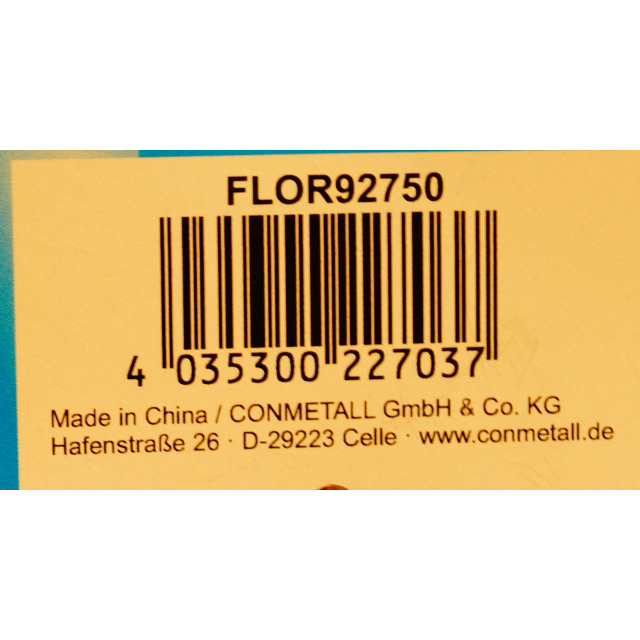 FLOR92750
4 035300 227037
Made in China / CONMETALL GmbH & Co. KG
Hafenstraße 26 · D-29223 Celle · www.conmetall.de